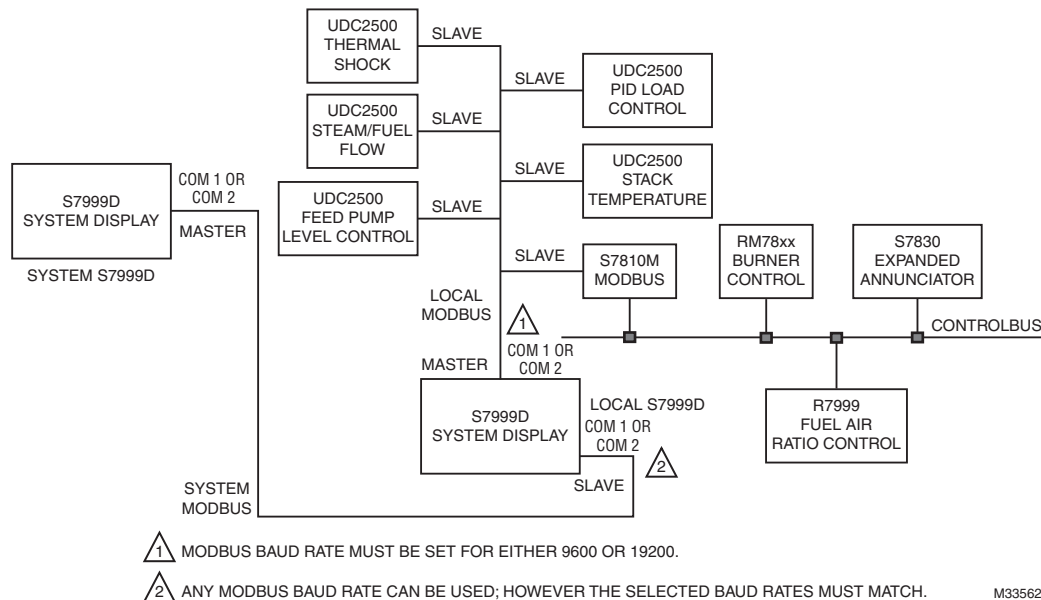 UDC2500
THERMAL
SHOCK
SLAVE
SLAVE
UDC2500
PID LOAD
CONTROL
UDC2500
STEAM/FUEL
FLOW
SLAVE
S7999D
SYSTEM DISPLAY
COM 1 OR
COM 2
MASTER
SYSTEM S7999D
SLAVE
UDC2500
STACK
TEMPERATURE
UDC2500
FEED PUMP
LEVEL CONTROL
SLAVE
SLAVE
S7810M
MODBUS
RM78xx
BURNER
CONTROL
S7830
EXPANDED
ANNUNCIATOR
LOCAL
MODBUS
1
CONTROLBUS
MASTER
COM 1 OR
COM 2
S7999D
SYSTEM DISPLAY
LOCAL S7999D
COM 1 OR
COM 2
2
SLAVE
R7999
FUEL AIR
RATIO CONTROL
SYSTEM
MODBUS
1 MODBUS BAUD RATE MUST BE SET FOR EITHER 9600 OR 19200.
2 ANY MODBUS BAUD RATE CAN BE USED; HOWEVER THE SELECTED BAUD RATES MUST MATCH.
M33562